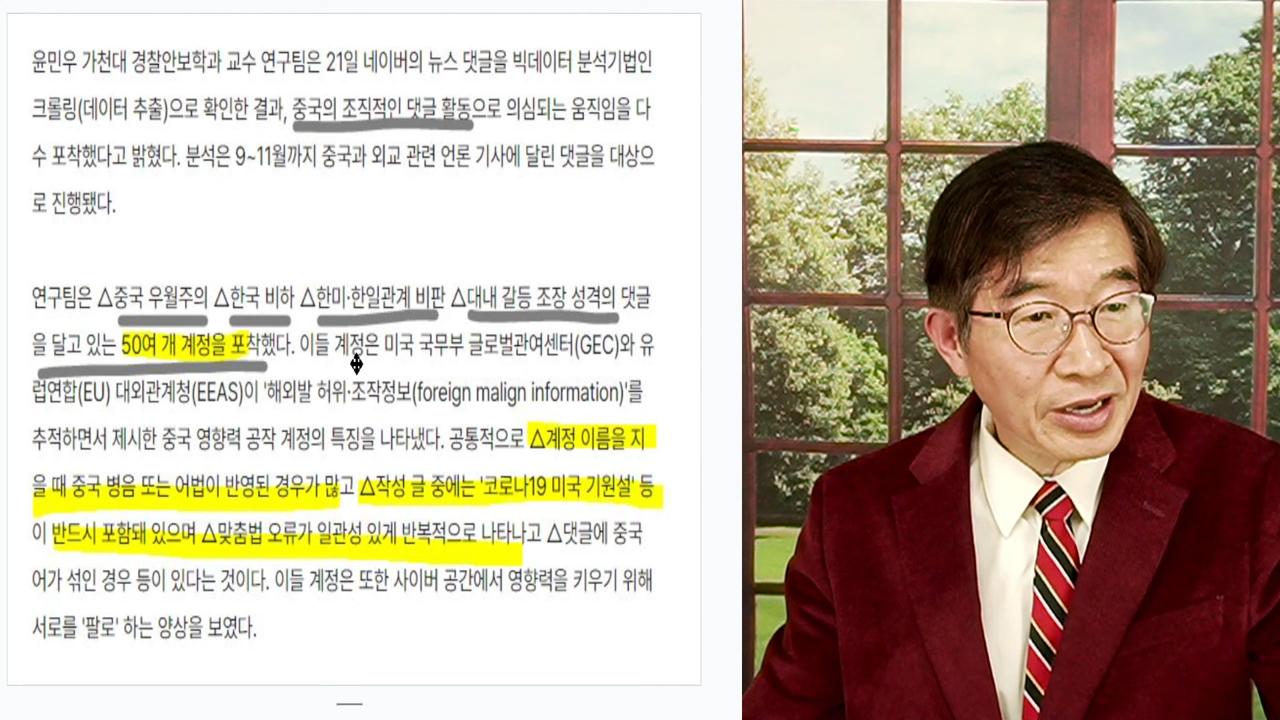 윤민우 가천대 경찰안보학과 교수 연구팀은 21일 네이버의 뉴스 댓글을 빅데이터 분석기법인
크롤링(데이터 추출)으로 확인한 결과, 중국의 조직적인 댓글 활동으로 의심되는 움직임을 다
수 포착했다고 밝혔다. 분석은 9~11월까지 중국과 외교 관련 언론 기사에 달린 댓글을 대상으
로 진행됐다.
연구팀은 △중국 우월주의 △한국 비하 △한미·한일관계 비판 △대내 갈등 조장 성격의 댓글
을 달고 있는 50여 개 계정을 포착했다. 이들 계정은 미국 국무부 글로벌관여센터(GEC)와 유
럽연합(EU) 대외관계청(EEAS)이 '해외발 허위·조작정보(foreign malign information)'를
추적하면서 제시한 중국 영향력 공작 계정의 특징을 나타냈다. 공통적으로 △계정 이름을 지
을 때 중국 병음 또는 어법이 반영된 경우가 많고 △작성 글 중에는 '코로나19 미국 기원설' 등
이 반드시 포함돼 있으며 △맞춤법 오류가 일관성 있게 반복적으로 나타나고 △댓글에 중국
어가 섞인 경우 등이 있다는 것이다. 이들 계정은 또한 사이버 공간에서 영향력을 키우기 위해
서로를 '팔로' 하는 양상을 보였다.